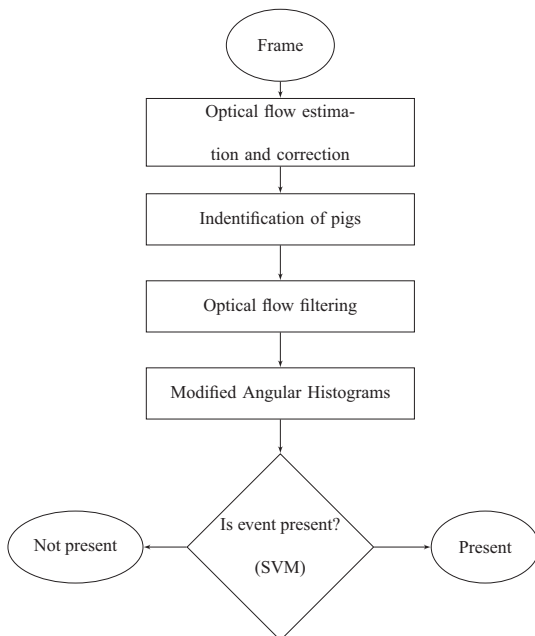 Frame
Optical flow estima-
tion and correction
Indentification of pigs
Optical flow filtering
Modified Angular Histograms
Is event present?
(SVM)
Not present
Present